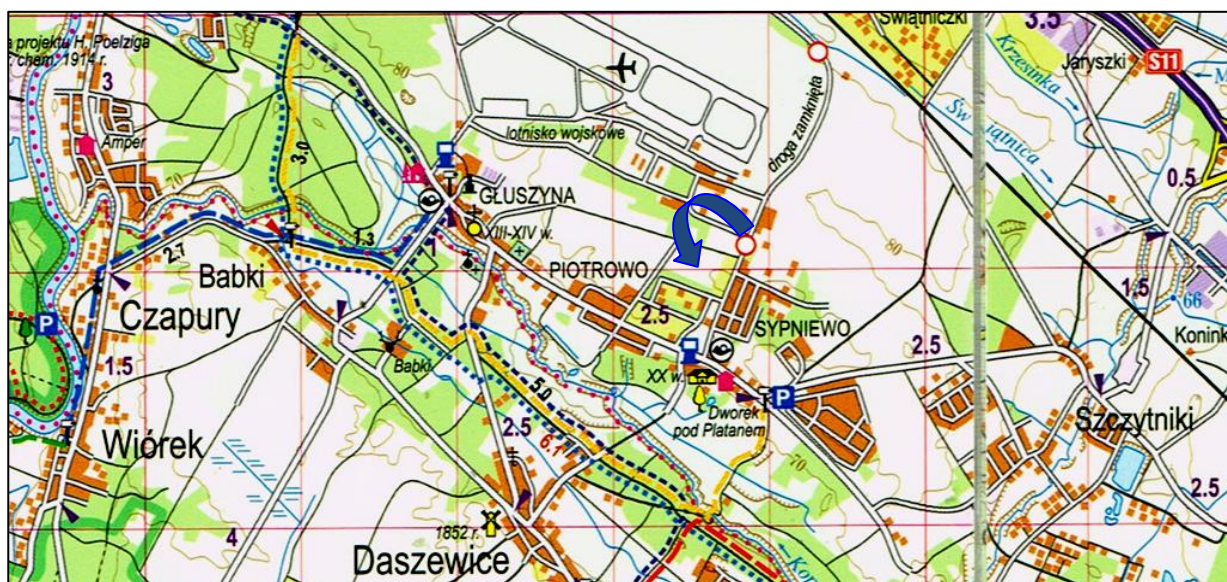 projektu H. Poelziga
cham. 1914 r.
3
Amper
80
3.0
70
lotnisko wojskowe
droga zamknięta
Świątniczki
Krzesinka
3.5
Jaryszki
S11
Świątnica
0.5
GŁUSZYNA
XIII-XIV w.
1.3
2.7
Babki
Czapury
PIOTROWO
2.5
SYPNIEWO
80
1.5
66
Konink
P
1.5
Babki
5.0
XX w.
2.5
P
Dworek
pod Platanem
Szczytniki
Wiórek
2.5
6.1
70
2.5
4
1852 r.
Daszewice
Kop